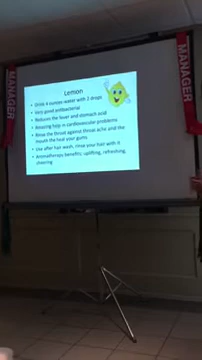 MANAGER
MANAGER
Lemon
• Drink 4 ounces water with 2 drops
• Very good antibacterial
• Reduces the fever and stomach acid
• Amazing help in cardiovascular problems
• Rinse the throat against throat ache and the
mouth the heal your gums
• Use after hair wash, rinse your hair with it
• Aromatherapy benefits: uplifting, refreshing,
cheering